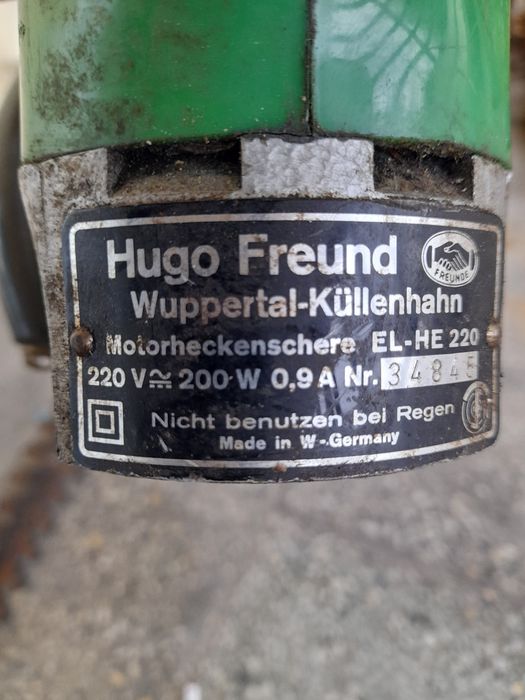 Hugo Freund
FREUNDE
Wuppertal-Küllenhahn
Motorheckenschere EL-HE 220
220 V≂ 200 W 0,9 A Nr. 34845
Nicht benutzen bei Regen
Made in W-.Germany